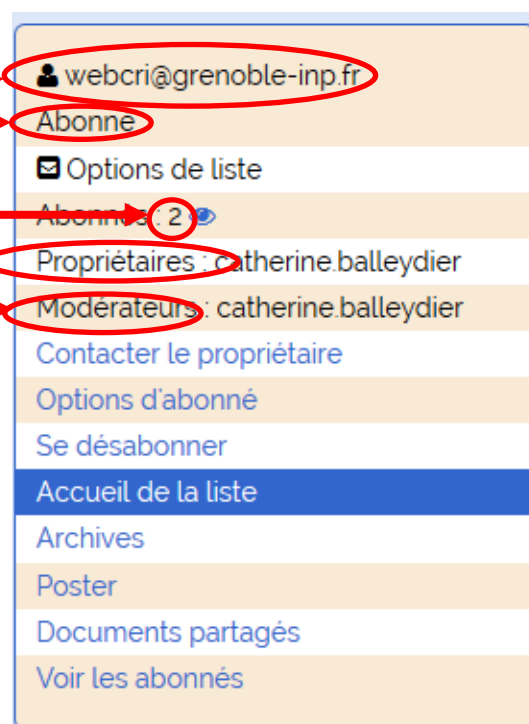 webcri@grenoble-inp.fr
Abonne
Options de liste
Abonnés : 2
Propriétaires : catherine.balleydier
Modérateurs : catherine.balleydier
Contacter le propriétaire
Options d'abonné
Se désabonner
Accueil de la liste
Archives
Poster
Documents partagés
Voir les abonnés